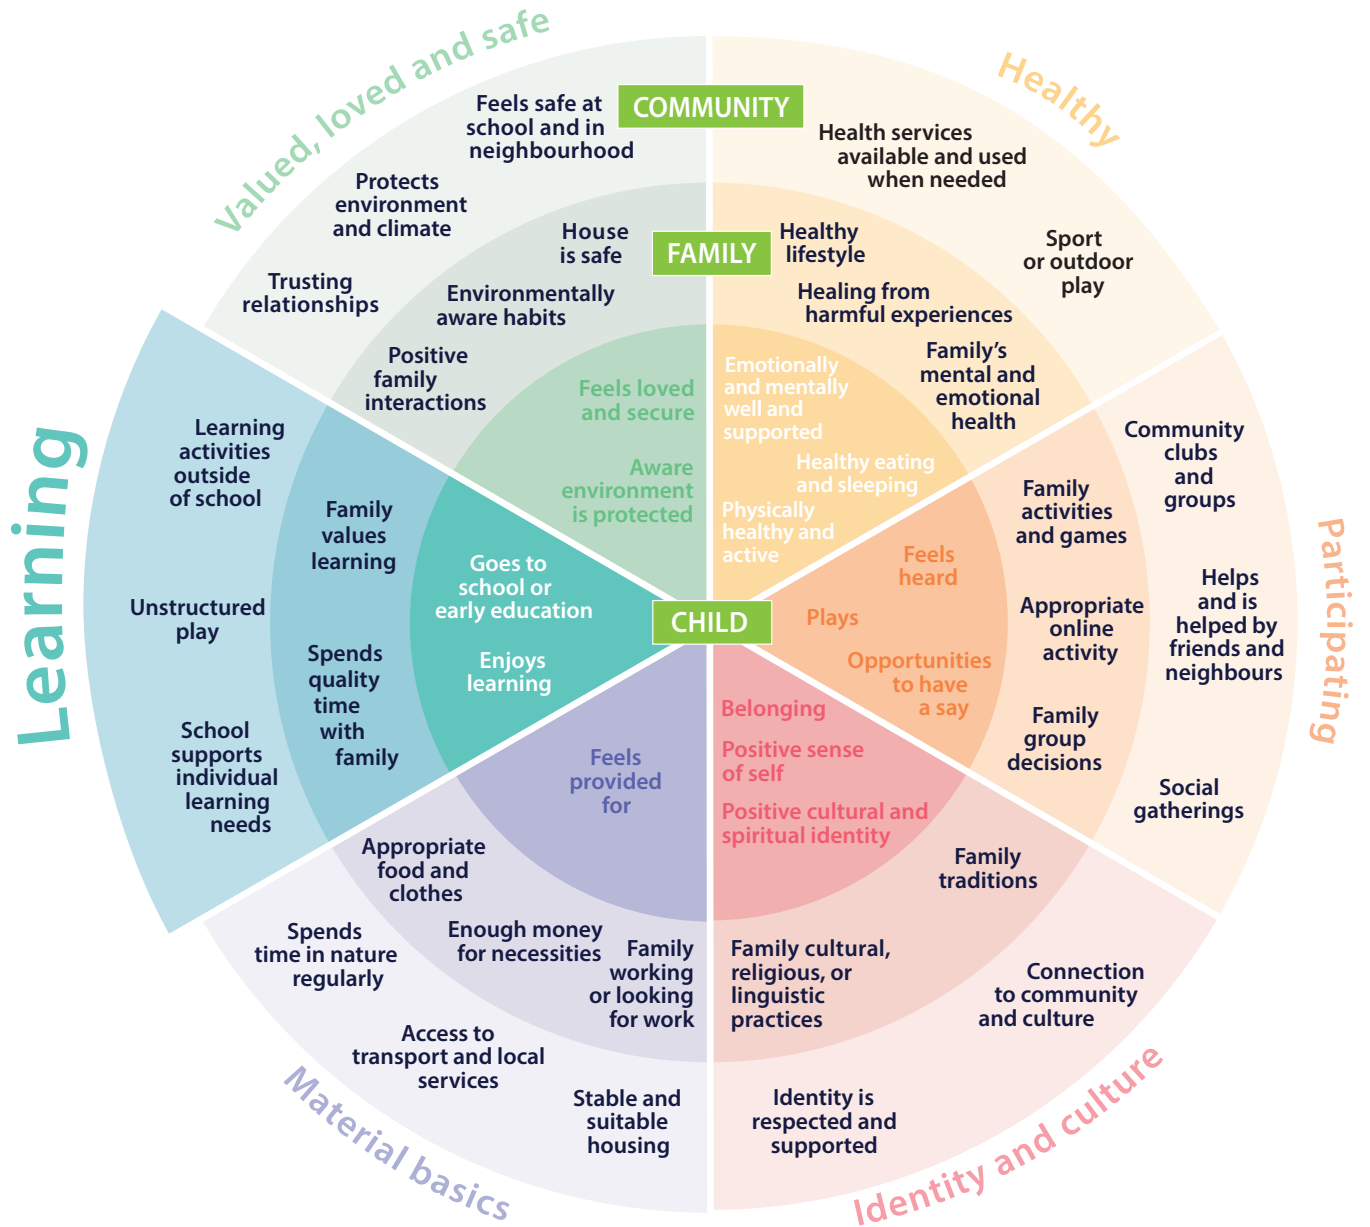 Valued, loved and safe
COMMUNITY
Feels safe at
school and in
neighbourhood
Protects
environment
and climate
Trusting
relationships
FAMILY
House
is safe
Environmentally
aware habits
Positive
family
interactions
Feels loved
and secure
Aware
environment
is protected
Healthy
Health services
available and used
when needed
Sport
or outdoor
play
Healthy
lifestyle
Healing from
harmful experiences
Family’s
mental and
emotional
health
Emotionally
and mentally
well and
supported
Healthy eating
and sleeping
Physically
healthy and
active
Participating
Community
clubs
and
groups
Helps
and is
helped by
friends and
neighbours
Social
gatherings
Family
activities
and games
Appropriate
online
activity
Family
group
decisions
Feels
heard
Plays
Opportunities
to have
a say
CHILD
Learning
Learning
activities
outside
of school
Unstructured
play
School
supports
individual
learning
needs
Family
values
learning
Spends
quality
time
with
family
Goes to
school or
early education
Enjoys
learning
Feels
provided
for
Appropriate
food and
clothes
Enough money
for necessities
Family
working
or looking
for work
Spends
time in nature
regularly
Access to
transport and local
services
Stable and
suitable
housing
Material basics
Belonging
Positive sense
of self
Positive cultural and
spiritual identity
Family
traditions
Family cultural,
religious, or
linguistic
practices
Connection
to community
and culture
Identity is
respected and
supported
Identity and culture